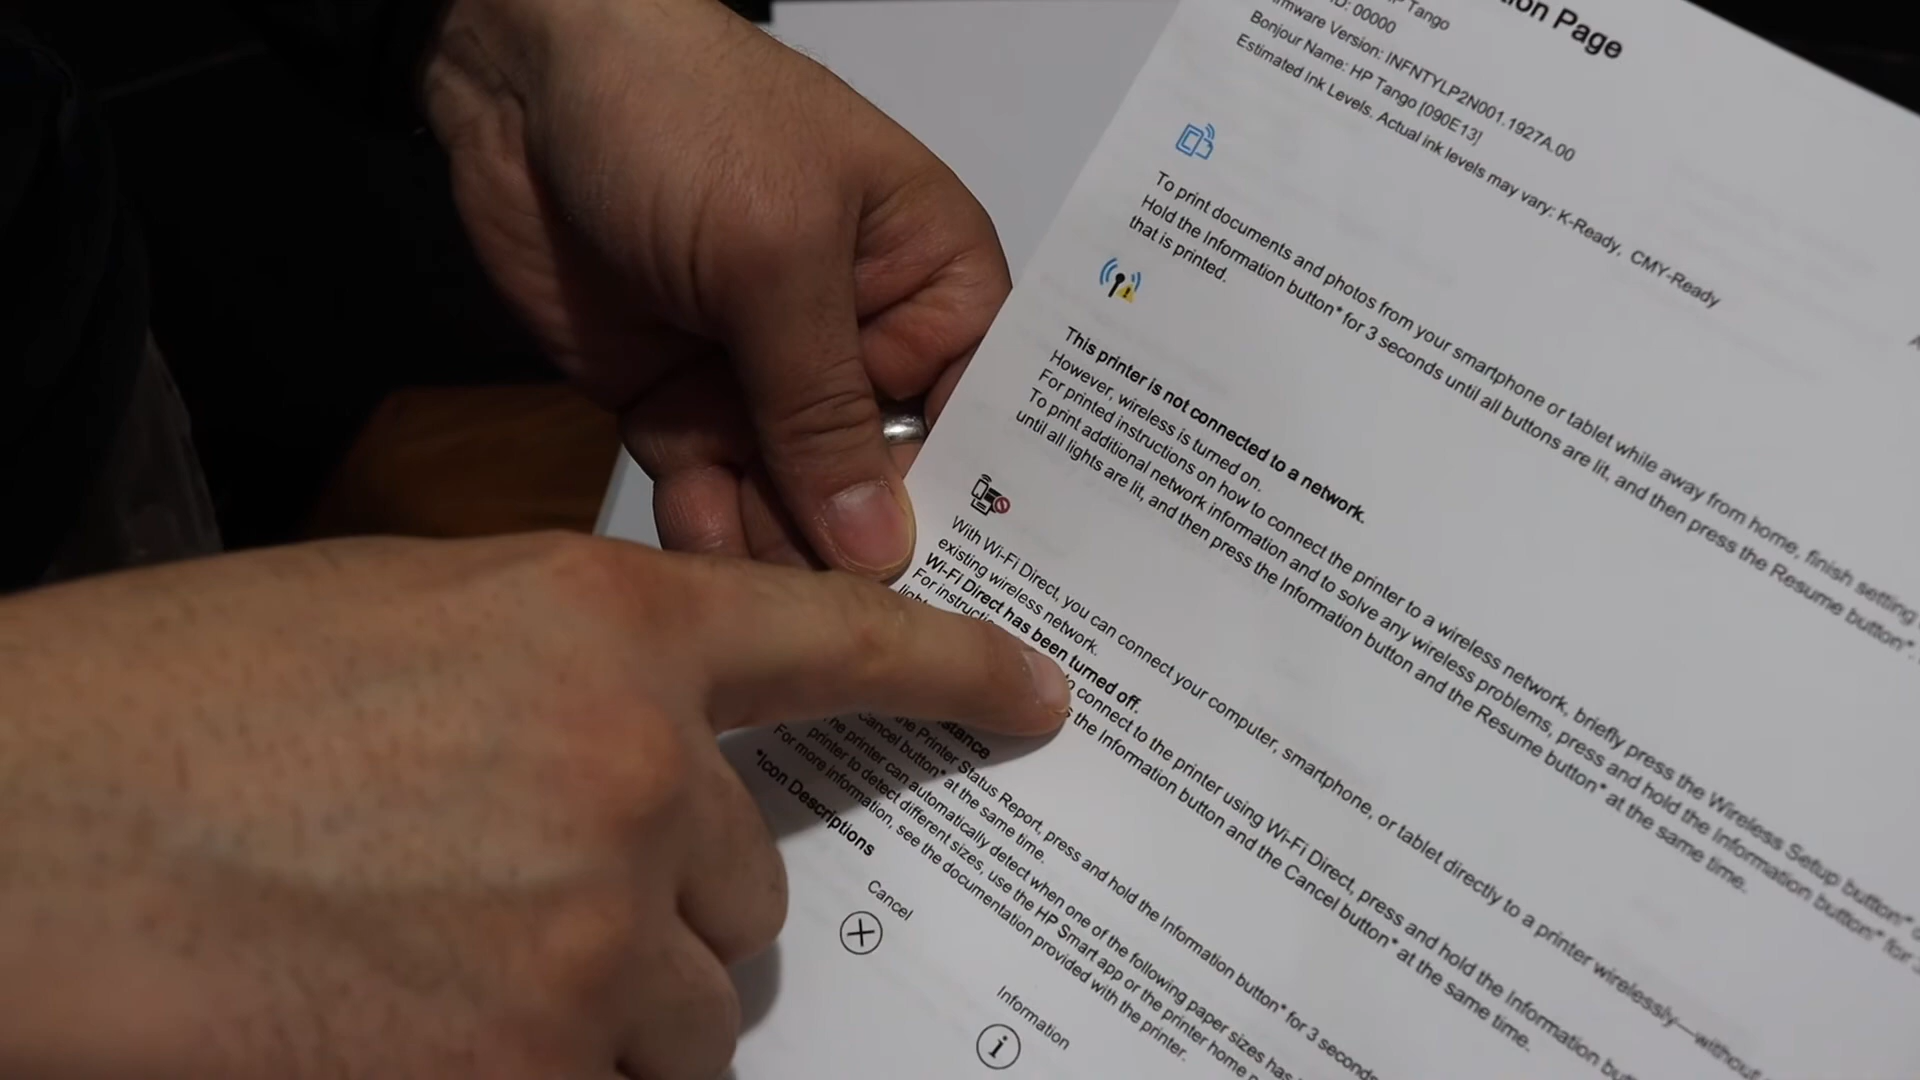 ion Page
HP Tango
ID: 00000
Firmware Version: INFNTYLP2N001.1927A.00
Bonjour Name: HP Tango [090E13]
Estimated Ink Levels. Actual ink levels may vary: K-Ready, CMY-Ready
To print documents and photos from your smartphone or tablet while away from home, finish setting
Hold the Information button* for 3 seconds until all buttons are lit, and then press the Resume button*.
that is printed.
This printer is not connected to a network.
However, wireless is turned on.
For printed instructions on how to connect the printer to a wireless network, briefly press the Wireless Setup button*
To print additional network information and to solve any wireless problems, press and hold the Information button* for 3
until all lights are lit, and then press the Information button and the Resume button* at the same time.
With Wi-Fi Direct, you can connect your computer, smartphone, or tablet directly to a printer wirelessly—without
existing wireless network.
Wi-Fi Direct has been turned off.
For instructio to connect to the printer using Wi-Fi Direct, press and hold the Information but
ligh s the Information button and the Cancel button* at the same time.
stance
the Printer Status Report, press and hold the Information button* for 3 seconds
Cancel button* at the same time.
The printer can automatically detect when one of the following paper sizes has
printer to detect different sizes, use the HP Smart app or the printer home p
For more information, see the documentation provided with the printer.
*Icon Descriptions
Cancel
Information
i